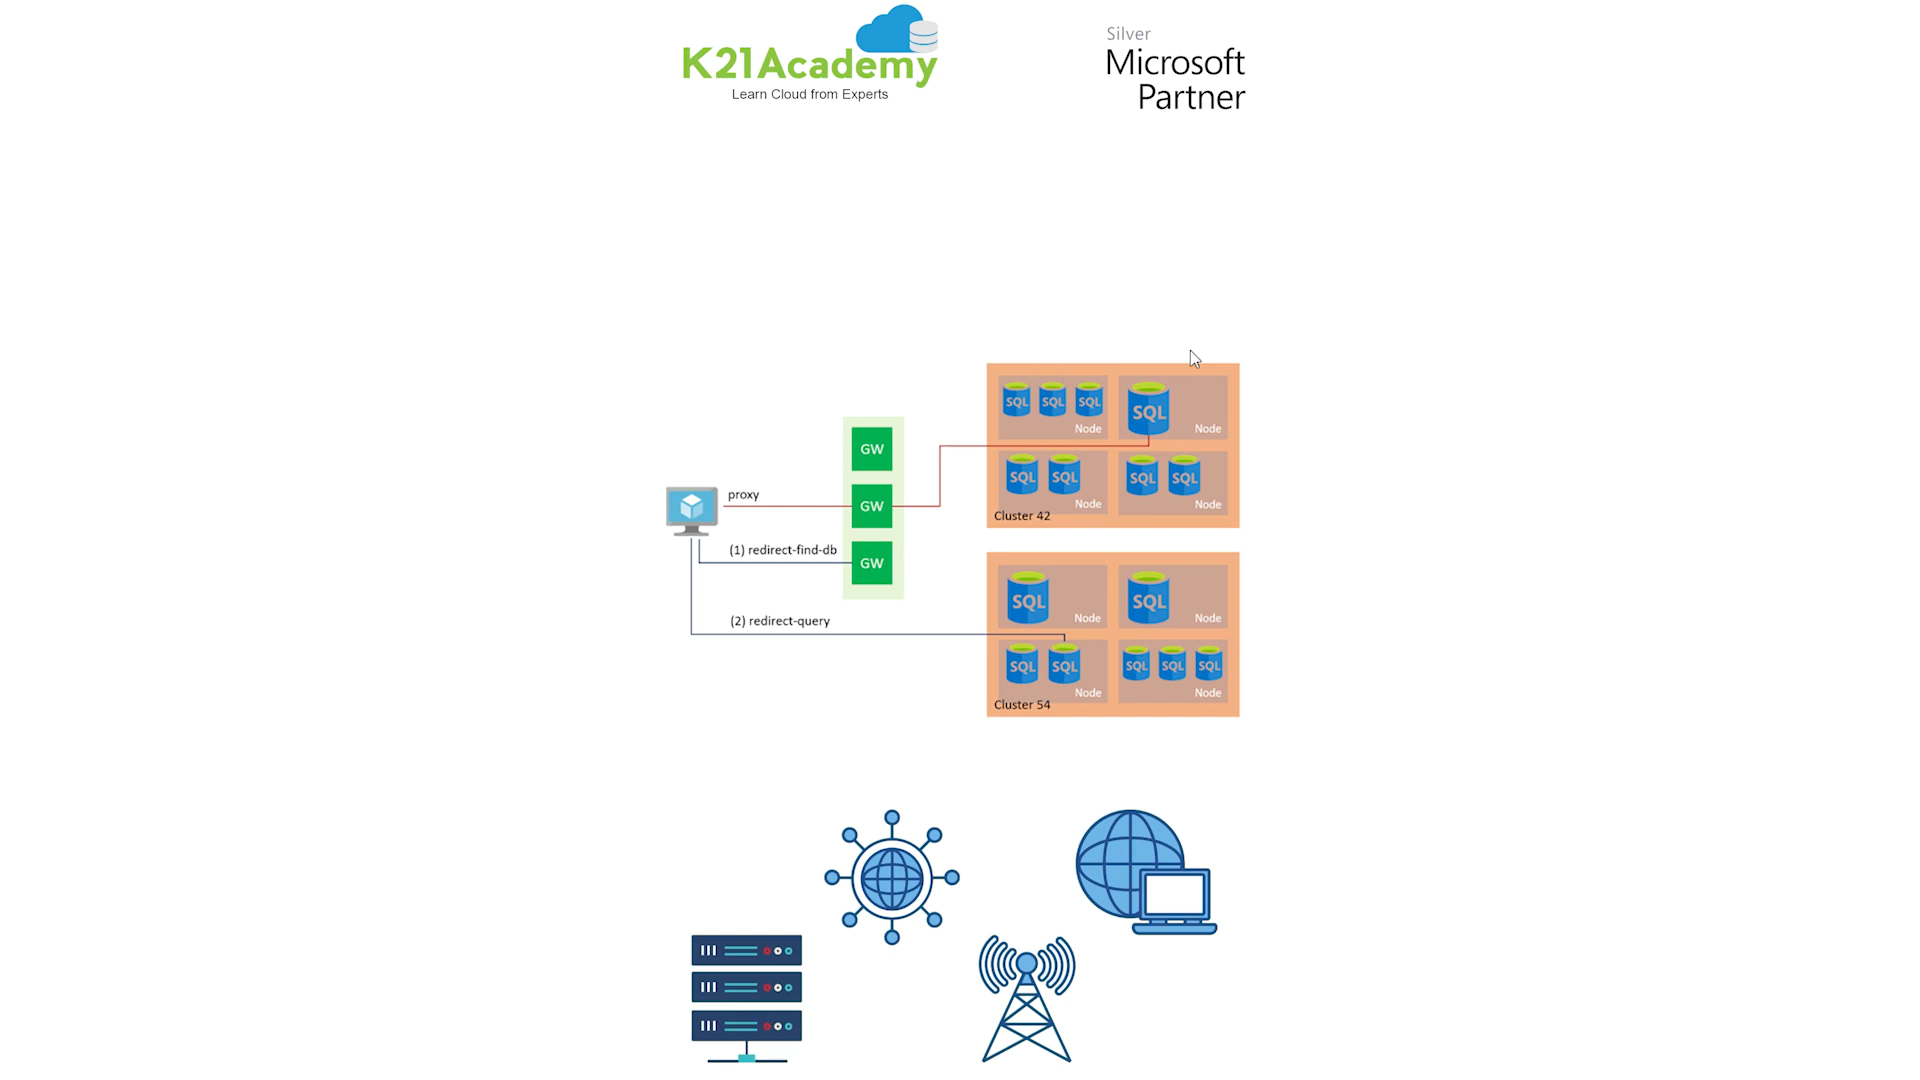 K21Academy
Learn Cloud from Experts
Silver
Microsoft
Partner
SQL SQL SQL
Node
SQL
Node
SQL SQL
Node
SQL SQL
Node
Cluster 42
GW
GW
GW
proxy
(1) redirect-find-db
(2) redirect-query
SQL
Node
SQL
Node
SQL SQL
Node
SQL SQL SQL
Node
Cluster 54